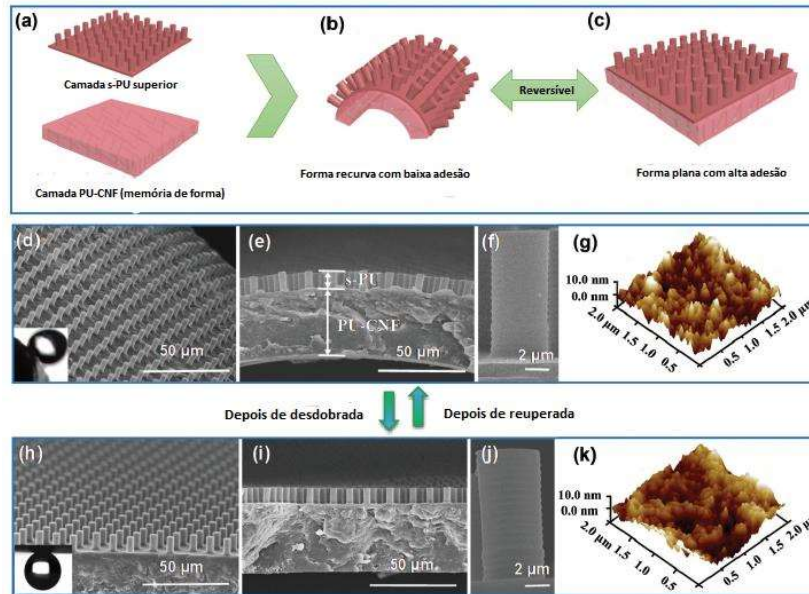 (a)
Camada s-PU superior
Camada PU-CNF (memória de forma)
(b)
Forma recurva com baixa adesão
Reversível
(c)
Forma plana com alta adesão
(d)
50 µm
(e)
s-PU
PU-CNF
50 µm
(f)
2 µm
(g)
10.0 nm
0.0 nm
2.0 µm
1.5
1.0
0.5
0.5
1.0
1.5
2.0 µm
Depois de desdobrada
Depois de reuperada
(h)
50 µm
(i)
50 µm
(j)
2 µm
(k)
10.0 nm
0.0 nm
2.0 µm
1.5
1.0
0.5
0.5
1.0
1.5
2.0 µm